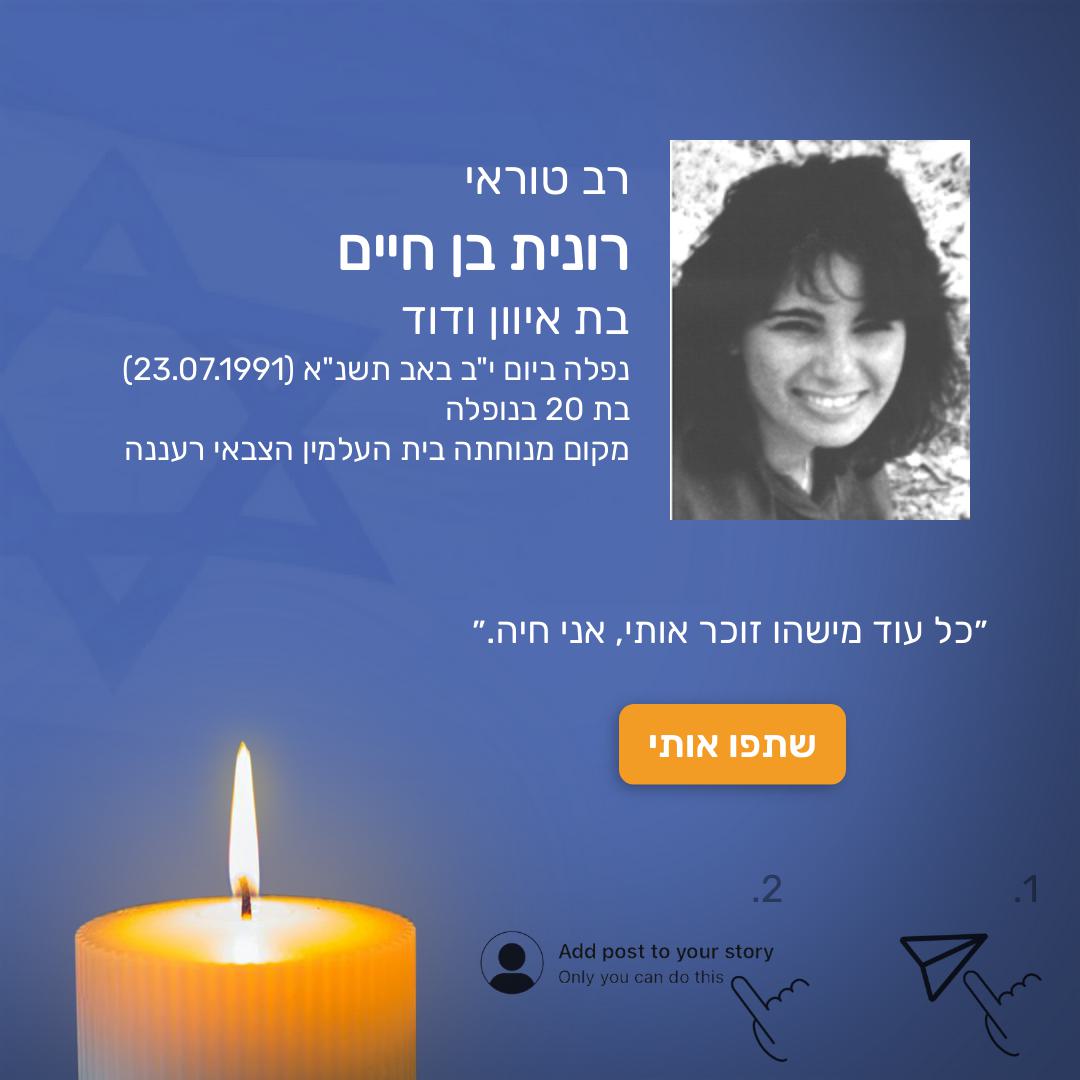 רב טוראי
רונית בן חיים
בת איוון ודוד
נפלה ביום י"ב באב תשנ"א (23.07.1991)
בת 20 בנופלה
מקום מנוחתה בית העלמין הצבאי רעננה
״כל עוד מישהו זוכר אותי, אני חיה.״
שתפו אותי
1.
2.
Add post to your story
Only you can do this